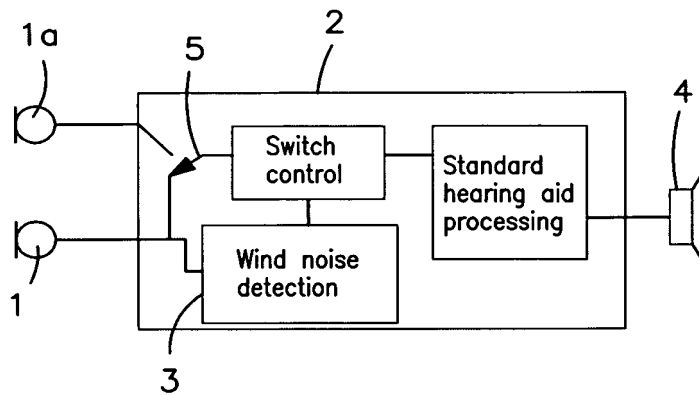 1a
5
2
4
Switch
control
Standard
hearing aid
processing
1
Wind noise
detection
3